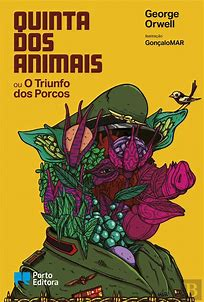 QUINTA
DOS
ANIMAIS
ou O Triunfo
dos Porcos
George
Orwell
ilustração
GonçaloMAR
Porto
Editora